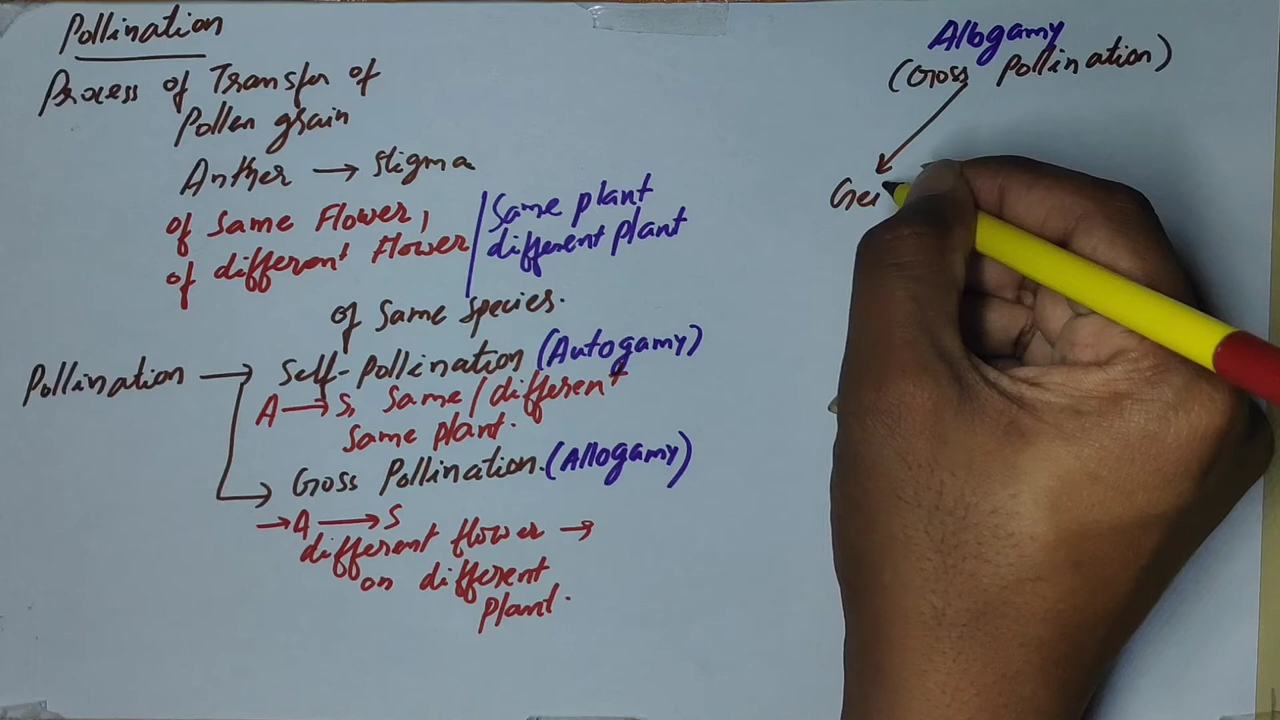 Pollination
Process of Transfer of
Pollen grain
Anther → Stigma
of Same Flower,
of different Flower
Same plant
different plant
of Same Species.
Pollination → Self-Pollination (Autogamy)
A → S, Same/different
Same plant.
Cross Pollination. (Allogamy)
→ A → S
different flower →
on different
plant.
Allogamy
(Cross Pollination)
Gei